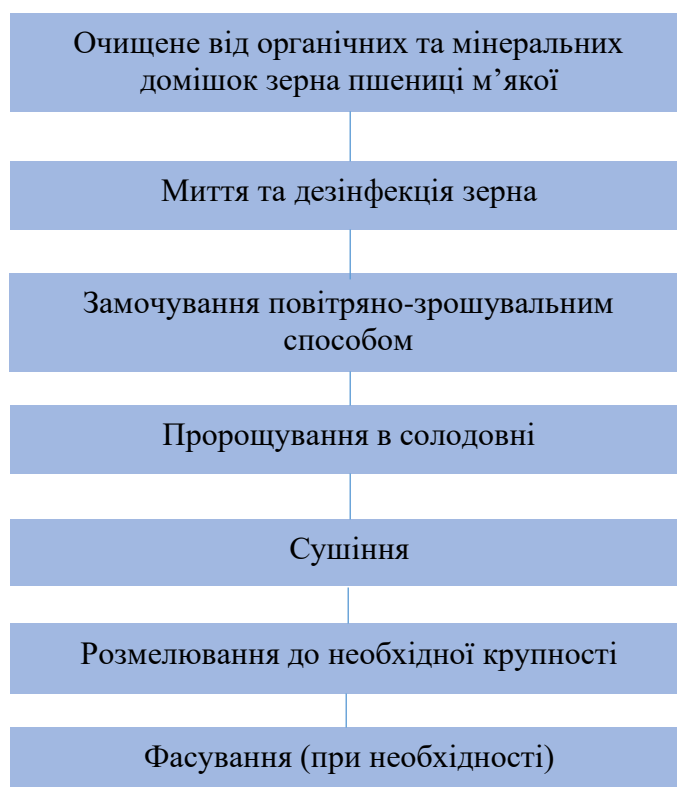 Очищене від органічних та мінеральних
домішок зерна пшениці м’якої
Миття та дезінфекція зерна
Замочування повітряно-зрошувальним
способом
Пророщування в солодовні
Сушіння
Розмелювання до необхідної крупності
Фасування (при необхідності)